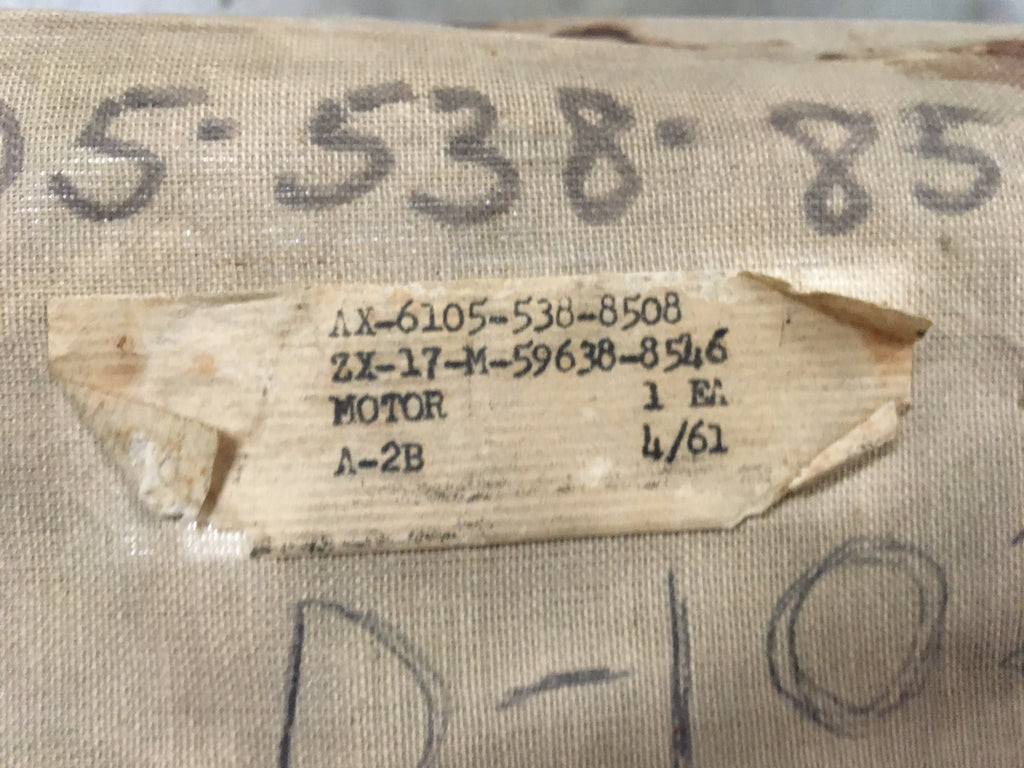 05·538·85
AX-6105-538-8508
ZX-17-M-59638-8546
MOTOR 1 EA
A-2B 4/61
D-10